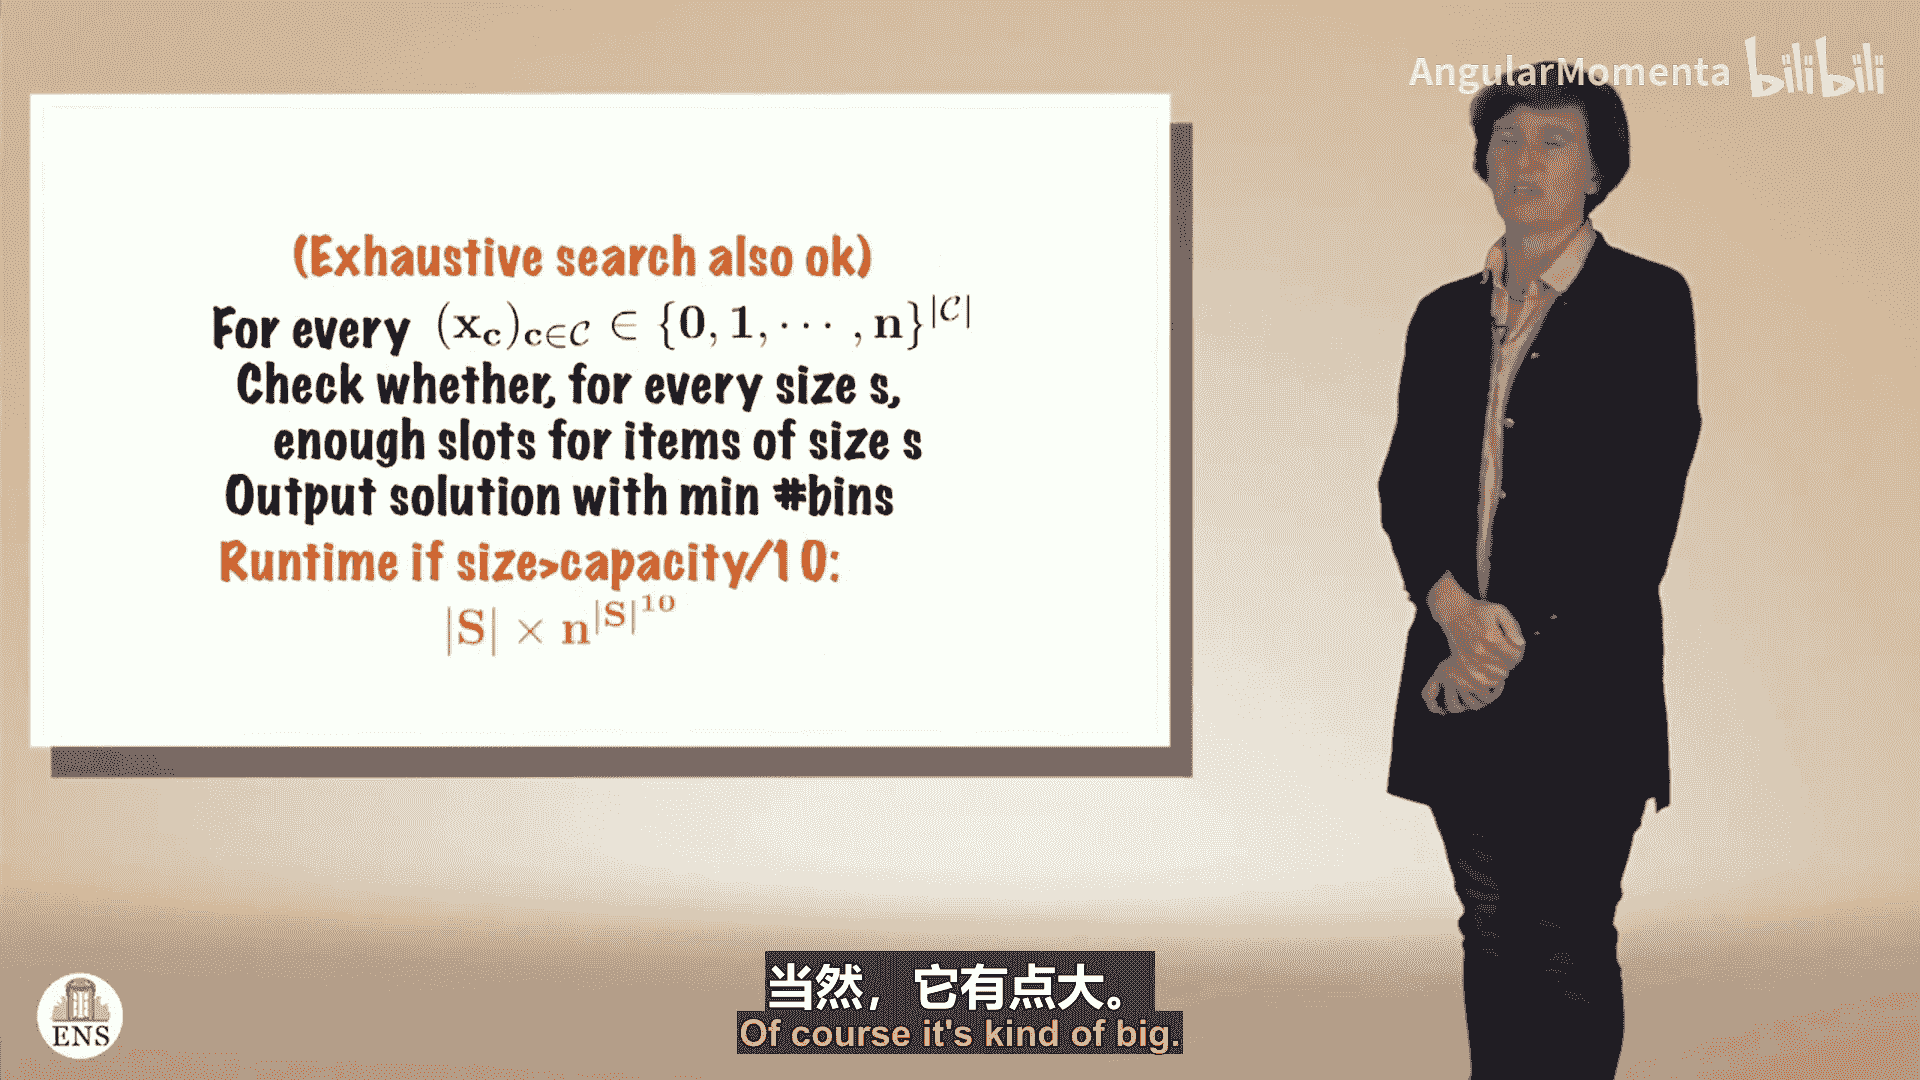 AngularMomenta bilibili
(Exhaustive search also ok)
For every (x_c)_{c∈𝒞} ∈ {0, 1, ⋯ , n}^{|𝒞|}
Check whether, for every size s,
enough slots for items of size s
Output solution with min #bins
Runtime if size>capacity/10:
|S| × n^{|S|^{10}}
ENS
当然，它有点大。
Of course it's kind of big.